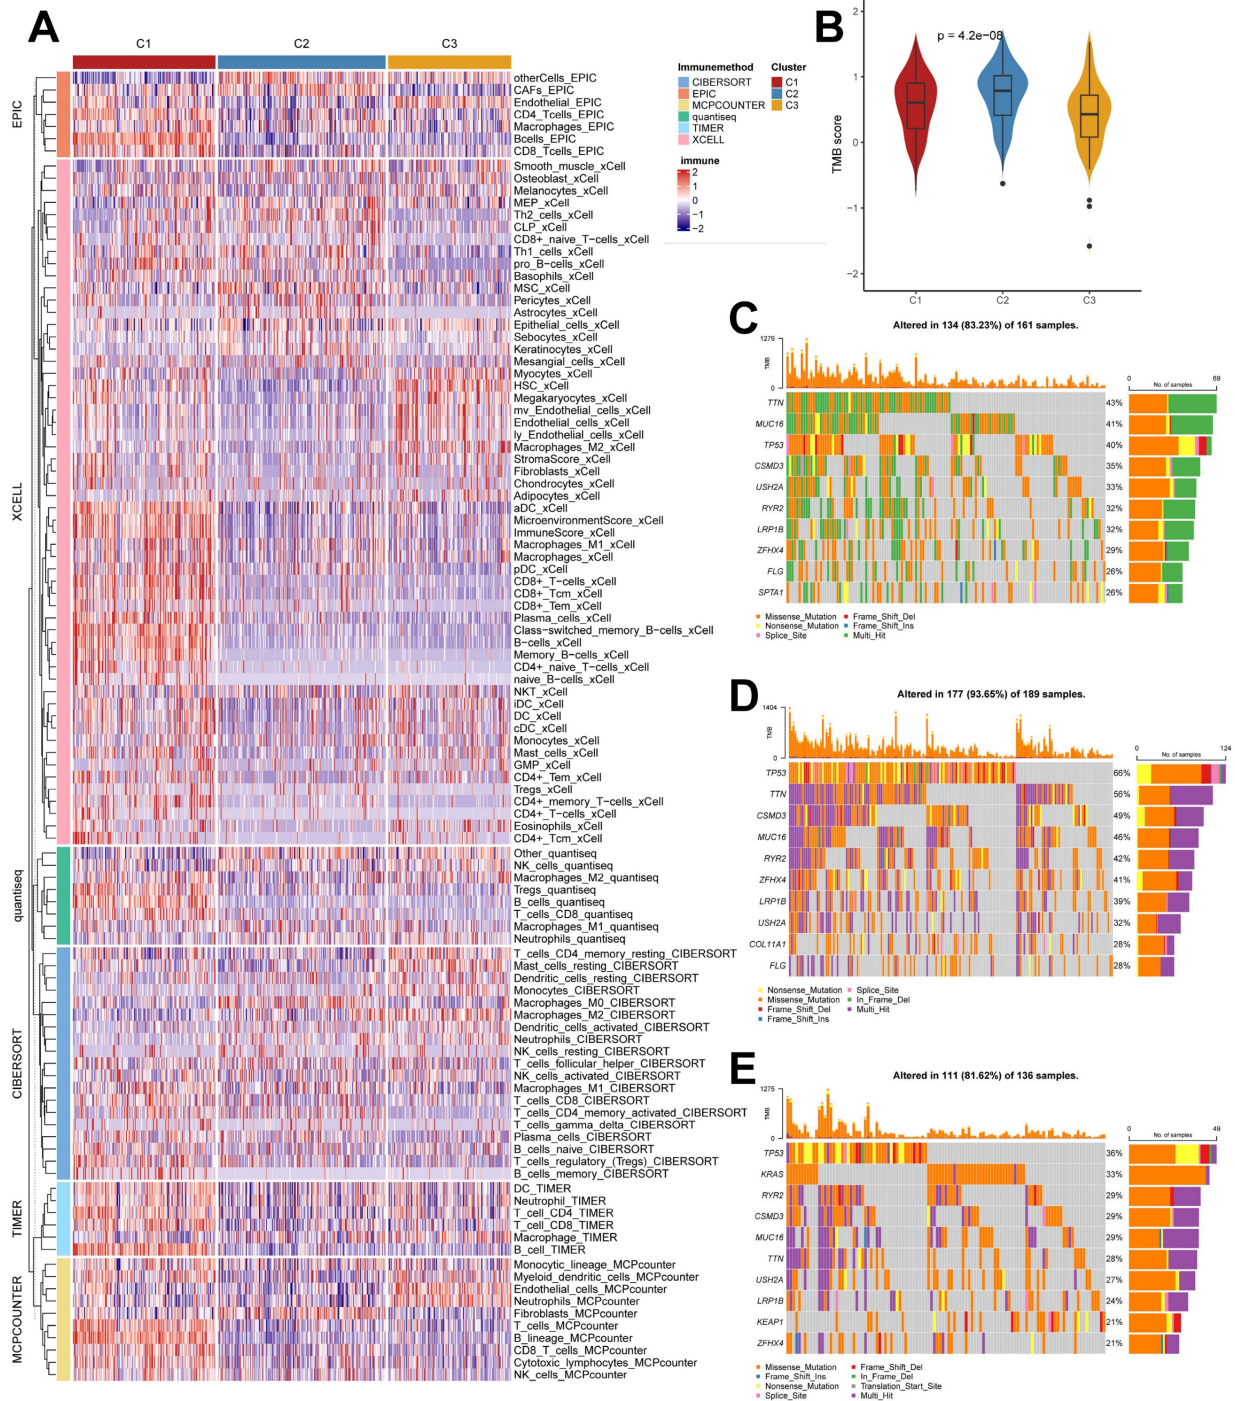 A
C1
C2
C3
EPIC
otherCells_EPIC
CAFs_EPIC
Endothelial_EPIC
CD4_Tcells_EPIC
Macrophages_EPIC
Bcells_EPIC
CD8_Tcells_EPIC
XCELL
Smooth_muscle_xCell
Osteoblast_xCell
Melanocytes_xCell
MEP_xCell
Th2_cells_xCell
CLP_xCell
CD8+_naive_T-cells_xCell
Th1_cells_xCell
pro_B-cells_xCell
Basophils_xCell
MSC_xCell
Pericytes_xCell
Astrocytes_xCell
Epithelial_cells_xCell
Sebocytes_xCell
Keratinocytes_xCell
Mesangial_cells_xCell
Myocytes_xCell
HSC_xCell
Megakaryocytes_xCell
mv_Endothelial_cells_xCell
Endothelial_cells_xCell
ly_Endothelial_cells_xCell
Macrophages_M2_xCell
StromaScore_xCell
Fibroblasts_xCell
Chondrocytes_xCell
Adipocytes_xCell
aDC_xCell
MicroenvironmentScore_xCell
ImmuneScore_xCell
Macrophages_M1_xCell
Macrophages_xCell
pDC_xCell
CD8+_T-cells_xCell
CD8+_Tcm_xCell
CD8+_Tem_xCell
Plasma_cells_xCell
Class-switched_memory_B-cells_xCell
B-cells_xCell
Memory_B-cells_xCell
CD4+_naive_T-cells_xCell
naive_B-cells_xCell
NKT_xCell
iDC_xCell
DC_xCell
cDC_xCell
Monocytes_xCell
Mast_cells_xCell
GMP_xCell
CD4+_Tem_xCell
Tregs_xCell
CD4+_memory_T-cells_xCell
CD4+_T-cells_xCell
Eosinophils_xCell
CD4+_Tcm_xCell
quantiseq
Other_quantiseq
NK_cells_quantiseq
Macrophages_M2_quantiseq
Tregs_quantiseq
B_cells_quantiseq
T_cells_CD8_quantiseq
Macrophages_M1_quantiseq
Neutrophils_quantiseq
CIBERSORT
T_cells_CD4_memory_resting_CIBERSORT
Mast_cells_resting_CIBERSORT
Dendritic_cells_resting_CIBERSORT
Monocytes_CIBERSORT
Macrophages_M0_CIBERSORT
Macrophages_M2_CIBERSORT
Dendritic_cells_activated_CIBERSORT
Neutrophils_CIBERSORT
NK_cells_resting_CIBERSORT
T_cells_follicular_helper_CIBERSORT
NK_cells_activated_CIBERSORT
Macrophages_M1_CIBERSORT
T_cells_CD8_CIBERSORT
T_cells_CD4_memory_activated_CIBERSORT
T_cells_gamma_delta_CIBERSORT
Plasma_cells_CIBERSORT
B_cells_naive_CIBERSORT
T_cells_regulatory_(Tregs)_CIBERSORT
B_cells_memory_CIBERSORT
TIMER
DC_TIMER
Neutrophil_TIMER
T_cell_CD4_TIMER
T_cell_CD8_TIMER
Macrophage_TIMER
B_cell_TIMER
MCPCOUNTER
Monocytic_lineage_MCPcounter
Myeloid_dendritic_cells_MCPcounter
Endothelial_cells_MCPcounter
Neutrophils_MCPcounter
Fibroblasts_MCPcounter
T_cells_MCPcounter
B_lineage_MCPcounter
CD8_T_cells_MCPcounter
Cytotoxic_lymphocytes_MCPcounter
NK_cells_MCPcounter
Immunemethod
CIBERSORT
EPIC
MCPCOUNTER
quantiseq
TIMER
XCELL
Cluster
C1
C2
C3
immune
2
1
0
−1
−2
B
p = 4.2e−08
TMB score
2
1
0
−1
−2
C1
C2
C3
C
Altered in 134 (83.23%) of 161 samples.
1279
TMB
0
0
No. of samples
69
TTN 43%
MUC16 41%
TP53 40%
CSMD3 35%
USH2A 33%
RYR2 32%
LRP1B 32%
ZFHX4 29%
FLG 26%
SPTA1 26%
Missense_Mutation Frame_Shift_Del
Nonsense_Mutation Frame_Shift_Ins
Splice_Site Multi_Hit
D
Altered in 177 (93.65%) of 189 samples.
1404
TMB
0
0
No. of samples
124
TP53 66%
TTN 56%
CSMD3 49%
MUC16 46%
RYR2 42%
ZFHX4 41%
LRP1B 39%
USH2A 32%
COL11A1 28%
FLG 28%
Nonsense_Mutation Splice_Site
Missense_Mutation In_Frame_Del
Frame_Shift_Del Multi_Hit
Frame_Shift_Ins
E
Altered in 111 (81.62%) of 136 samples.
1275
TMB
0
0
No. of samples
49
TP53 36%
KRAS 33%
RYR2 29%
CSMD3 29%
MUC16 29%
TTN 28%
USH2A 27%
LRP1B 24%
KEAP1 21%
ZFHX4 21%
Missense_Mutation Frame_Shift_Del
Frame_Shift_Ins In_Frame_Del
Nonsense_Mutation Translation_Start_Site
Splice_Site Multi_Hit